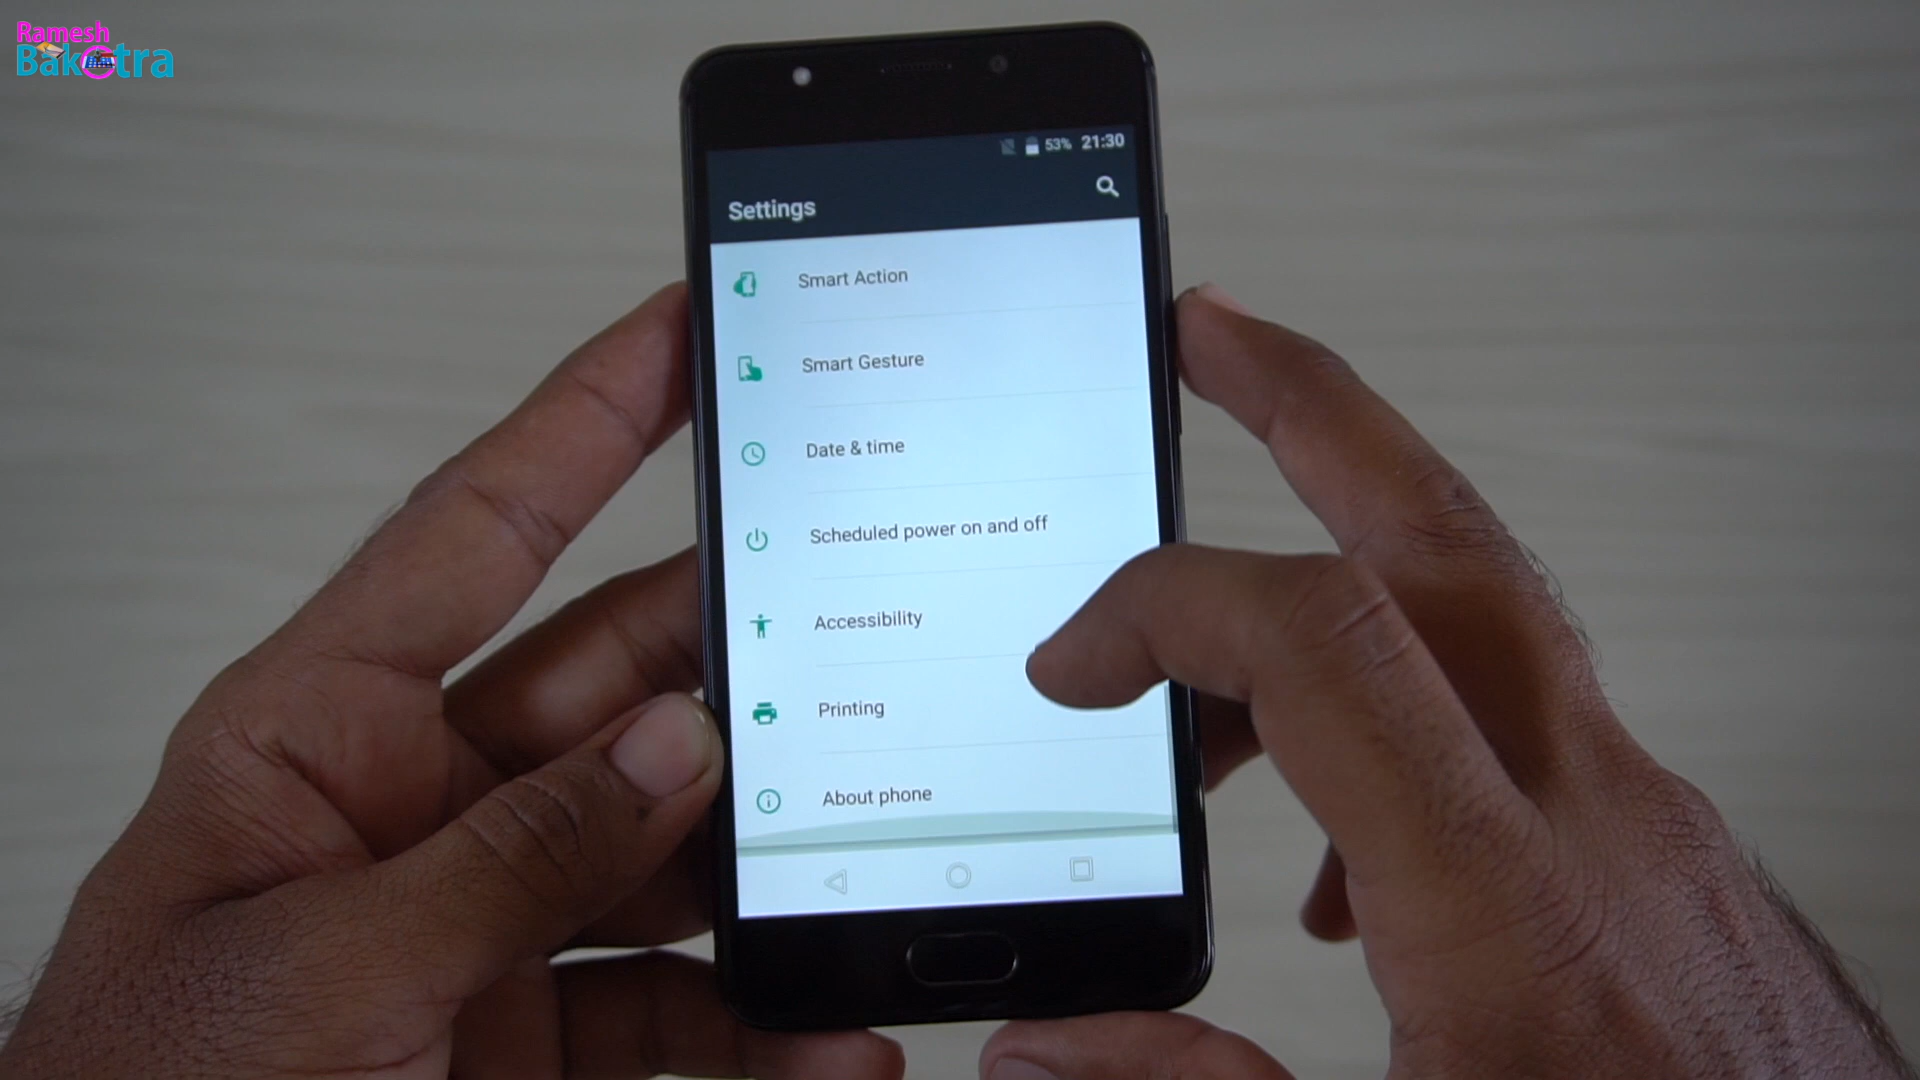 Ramesh
Bakotra
53% 21:30
Settings
Smart Action
Smart Gesture
Date & time
Scheduled power on and off
Accessibility
Printing
About phone